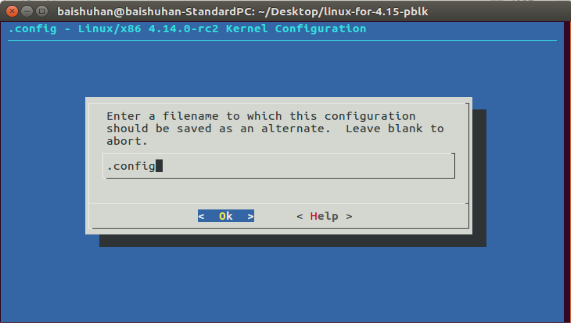 baishuhan@baishuhan-StandardPC: ~/Desktop/linux-for-4.15-pblk
.config - Linux/x86 4.14.0-rc2 Kernel Configuration
Enter a filename to which this configuration
should be saved as an alternate.  Leave blank to
abort.
.config
<  Ok  >  < Help >